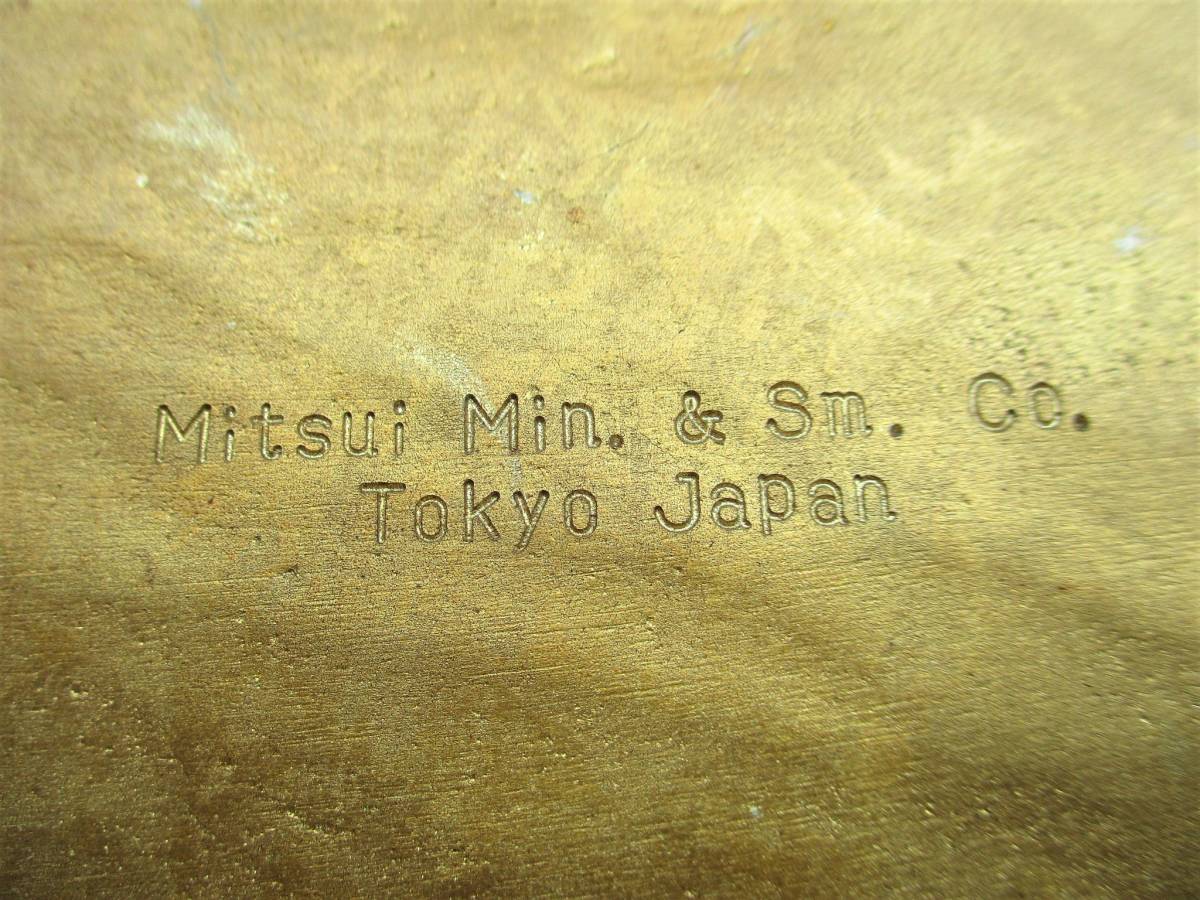 Mitsui Min. & Sm. Co.
Tokyo Japan